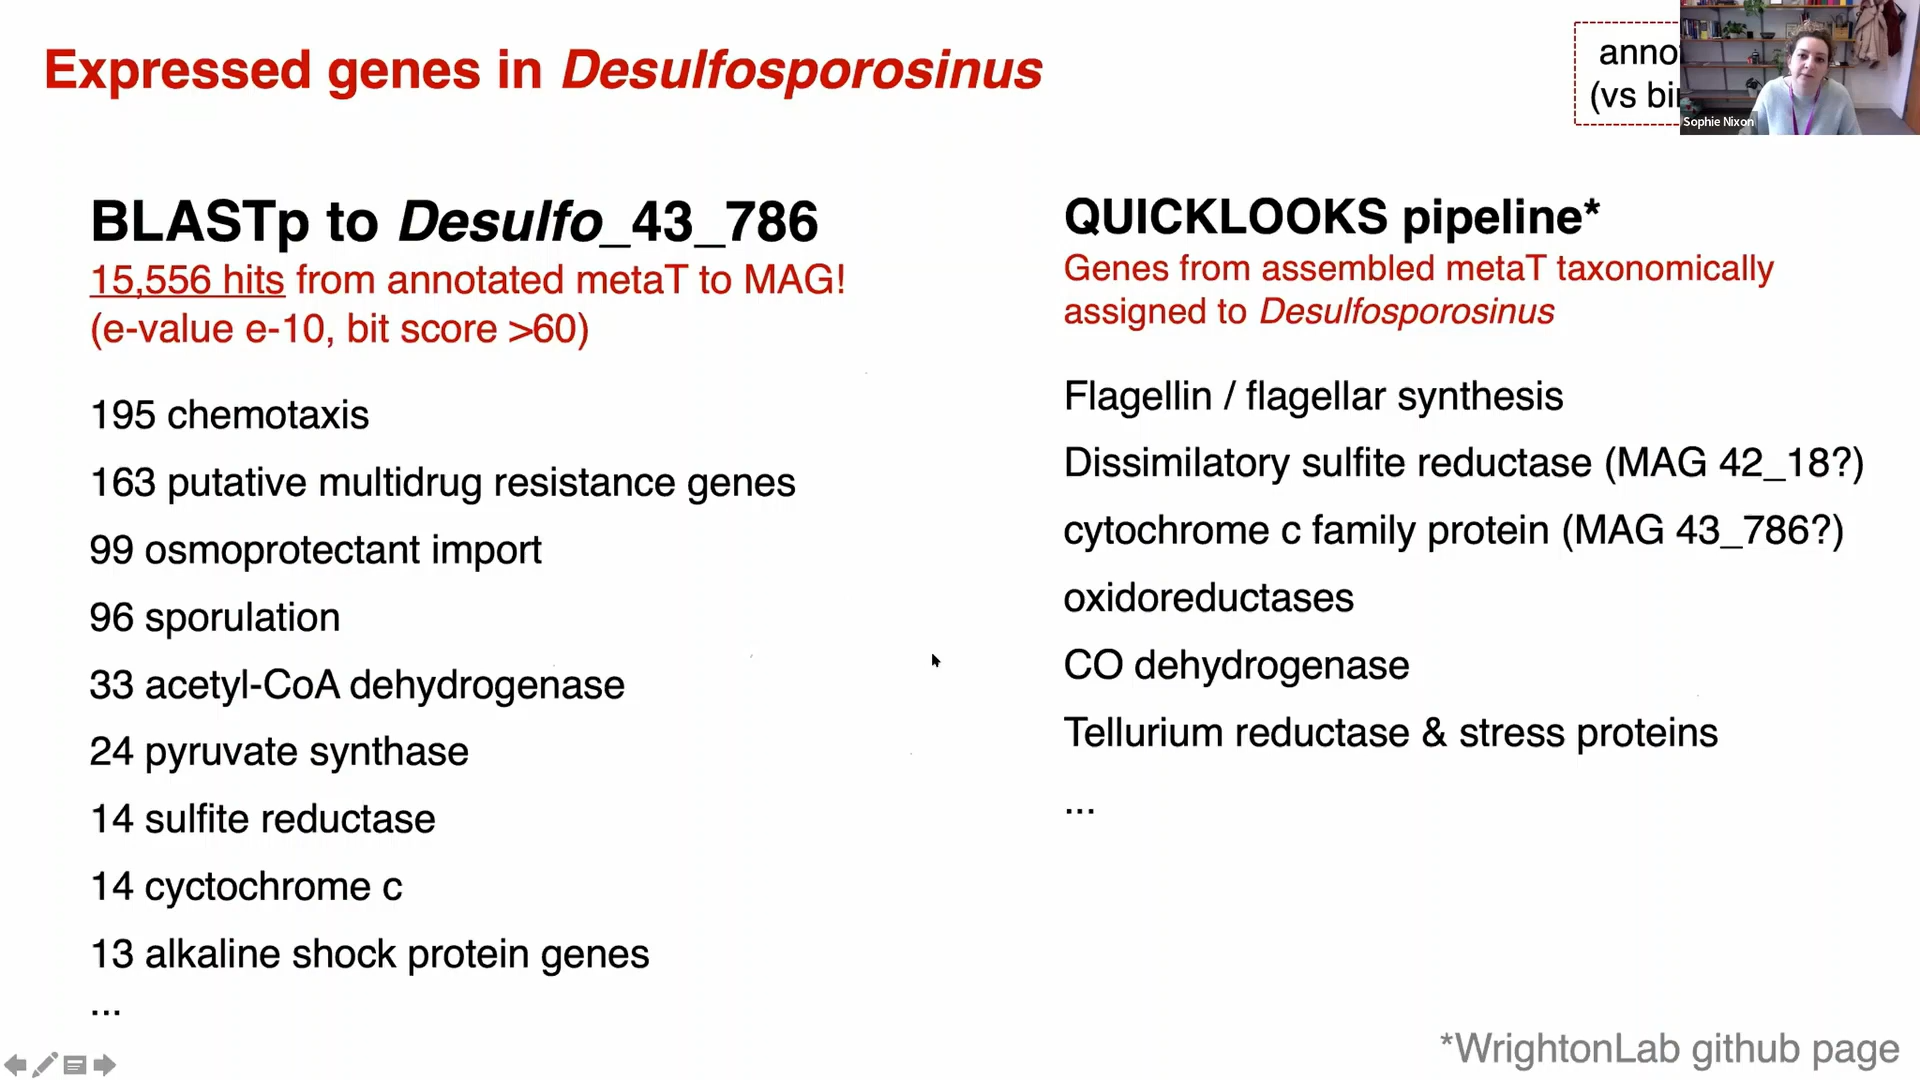 Expressed genes in Desulfosporosinus
Sophie Nixon
BLASTp to Desulfo_43_786
15,556 hits from annotated metaT to MAG!
(e-value e-10, bit score >60)
195 chemotaxis
163 putative multidrug resistance genes
99 osmoprotectant import
96 sporulation
33 acetyl-CoA dehydrogenase
24 pyruvate synthase
14 sulfite reductase
14 cyctochrome c
13 alkaline shock protein genes
...
QUICKLOOKS pipeline*
Genes from assembled metaT taxonomically
assigned to Desulfosporosinus
Flagellin / flagellar synthesis
Dissimilatory sulfite reductase (MAG 42_18?)
cytochrome c family protein (MAG 43_786?)
oxidoreductases
CO dehydrogenase
Tellurium reductase & stress proteins
...
*WrightonLab github page
(vs